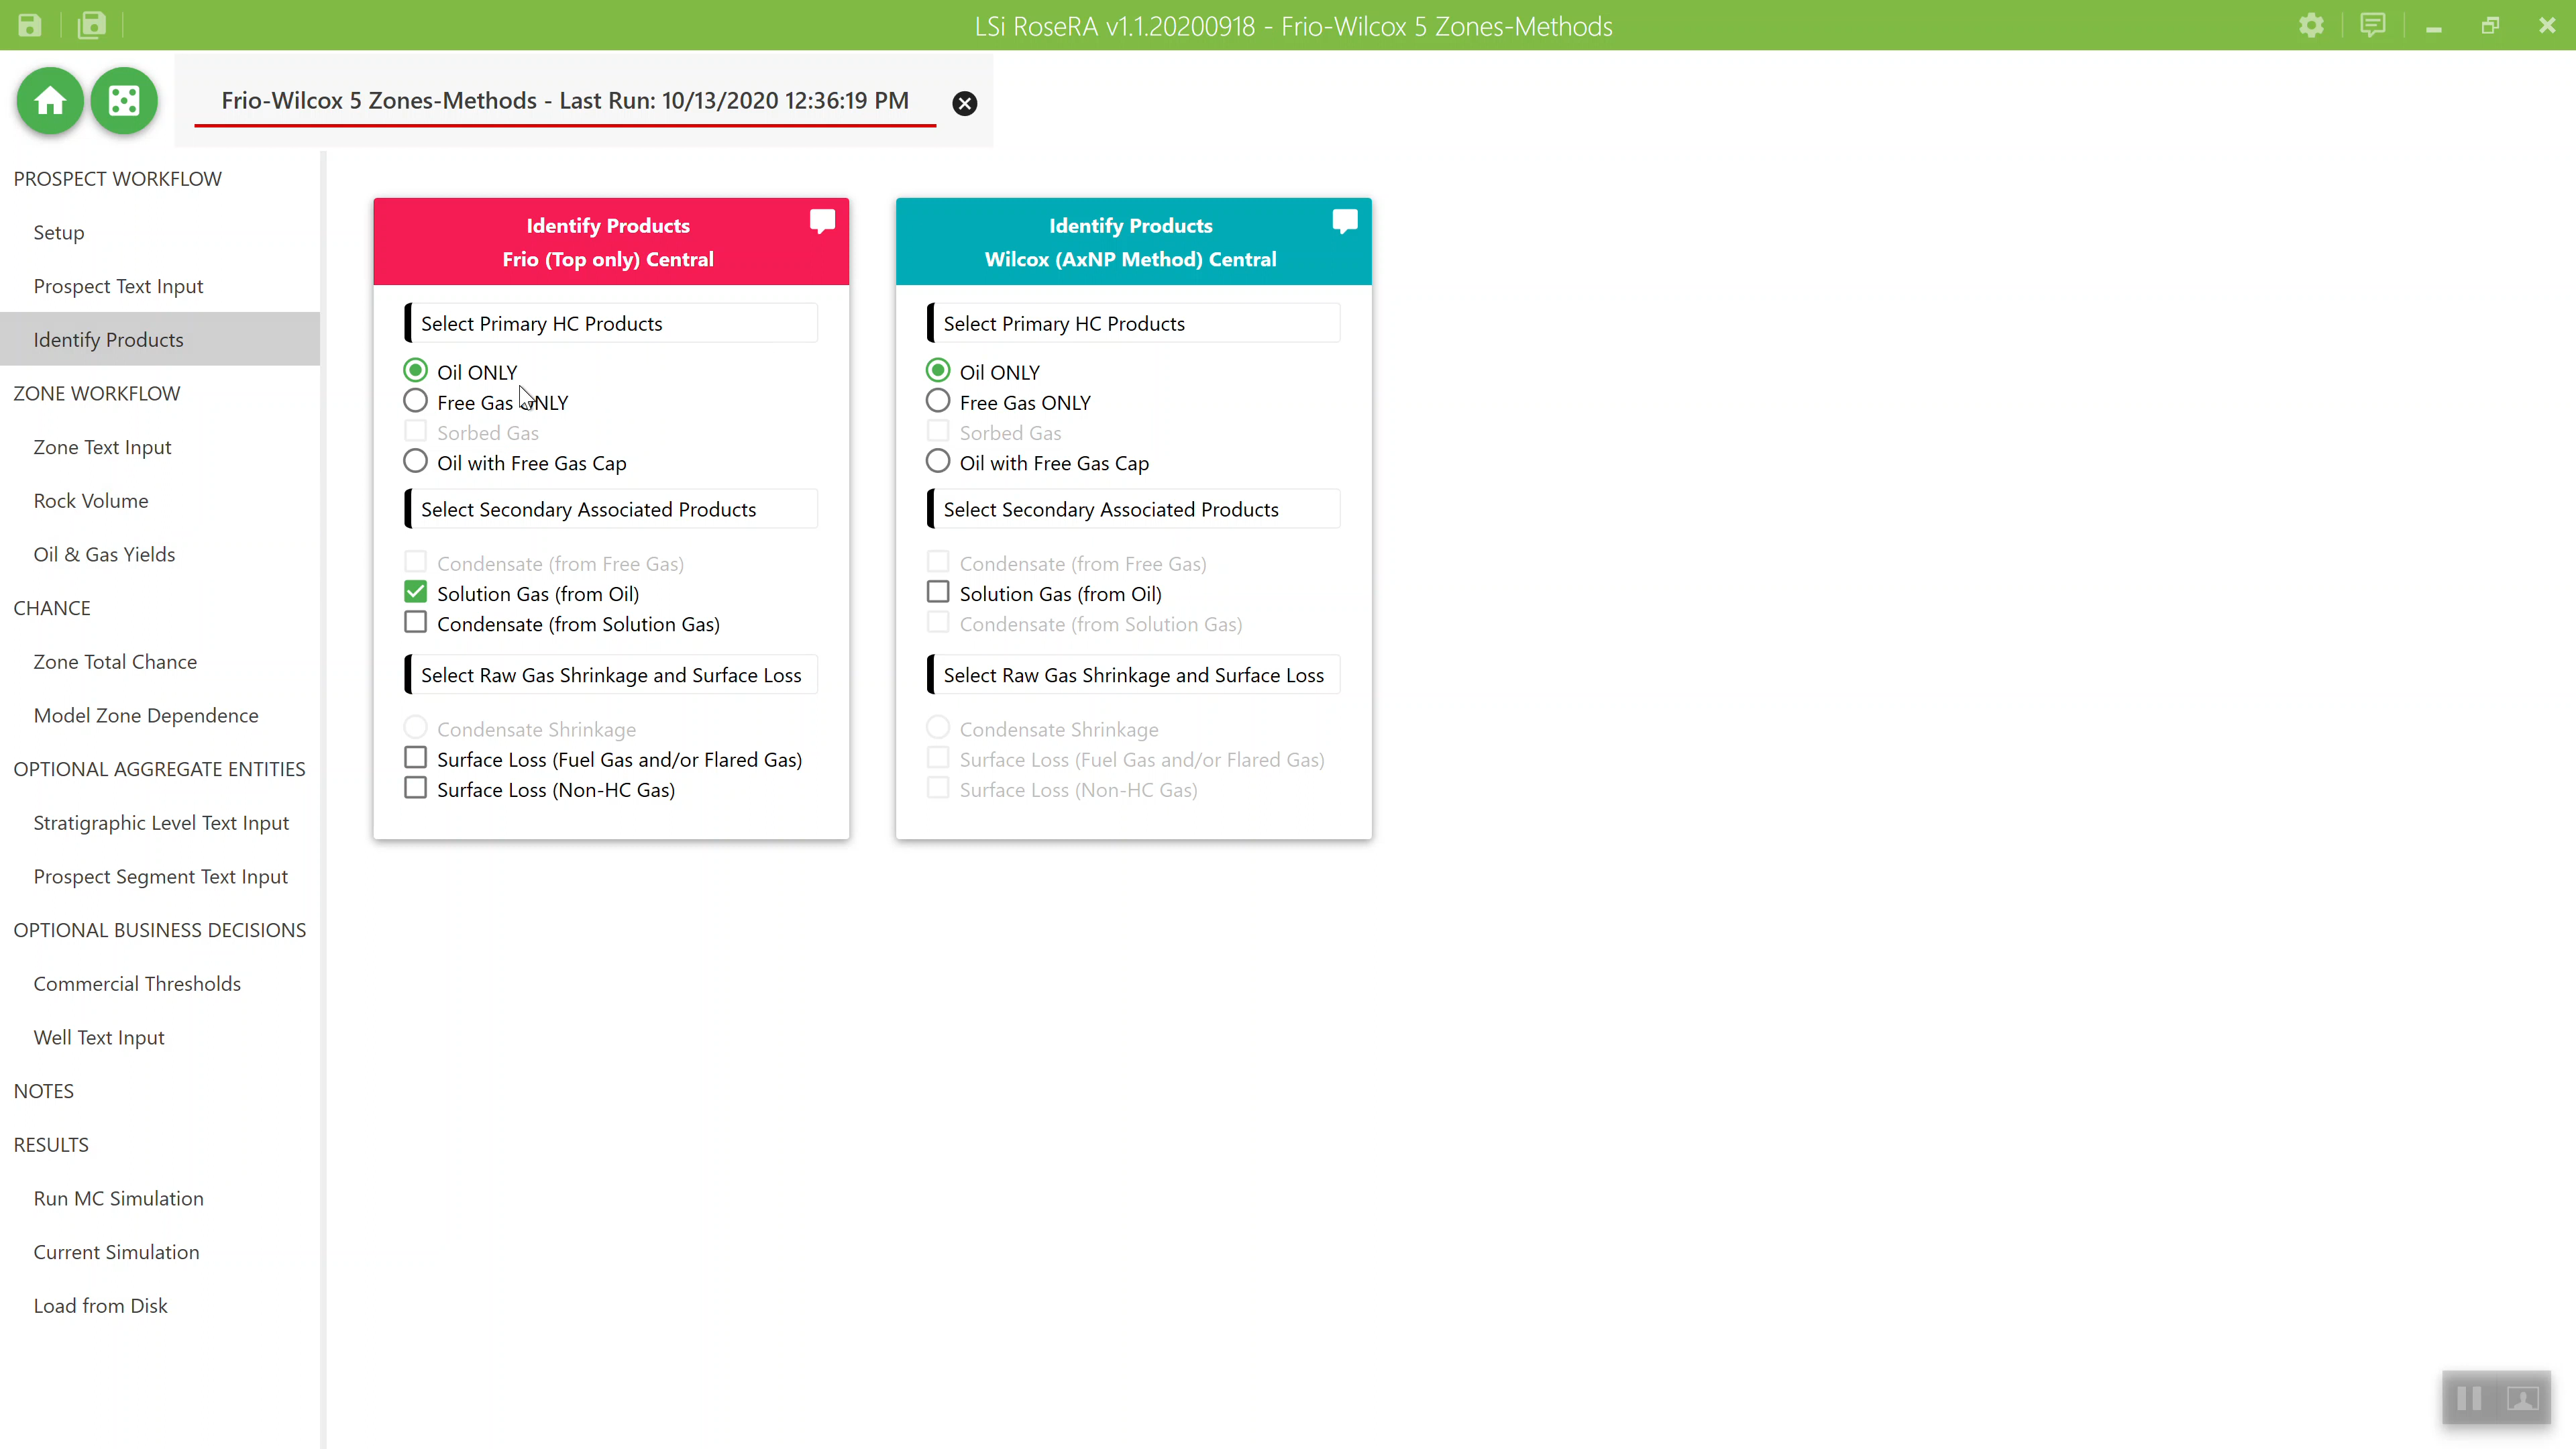 LSi RoseRA v1.1.20200918 - Frio-Wilcox 5 Zones-Methods
Frio-Wilcox 5 Zones-Methods - Last Run: 10/13/2020 12:36:19 PM
PROSPECT WORKFLOW
Setup
Prospect Text Input
Identify Products
ZONE WORKFLOW
Zone Text Input
Rock Volume
Oil & Gas Yields
CHANCE
Zone Total Chance
Model Zone Dependence
OPTIONAL AGGREGATE ENTITIES
Stratigraphic Level Text Input
Prospect Segment Text Input
OPTIONAL BUSINESS DECISIONS
Commercial Thresholds
Well Text Input
NOTES
RESULTS
Run MC Simulation
Current Simulation
Load from Disk
Identify Products
Frio (Top only) Central
Select Primary HC Products
Oil ONLY
Free Gas ONLY
Sorbed Gas
Oil with Free Gas Cap
Select Secondary Associated Products
Condensate (from Free Gas)
Solution Gas (from Oil)
Condensate (from Solution Gas)
Select Raw Gas Shrinkage and Surface Loss
Condensate Shrinkage
Surface Loss (Fuel Gas and/or Flared Gas)
Surface Loss (Non-HC Gas)
Identify Products
Wilcox (AxNP Method) Central
Select Primary HC Products
Oil ONLY
Free Gas ONLY
Sorbed Gas
Oil with Free Gas Cap
Select Secondary Associated Products
Condensate (from Free Gas)
Solution Gas (from Oil)
Condensate (from Solution Gas)
Select Raw Gas Shrinkage and Surface Loss
Condensate Shrinkage
Surface Loss (Fuel Gas and/or Flared Gas)
Surface Loss (Non-HC Gas)